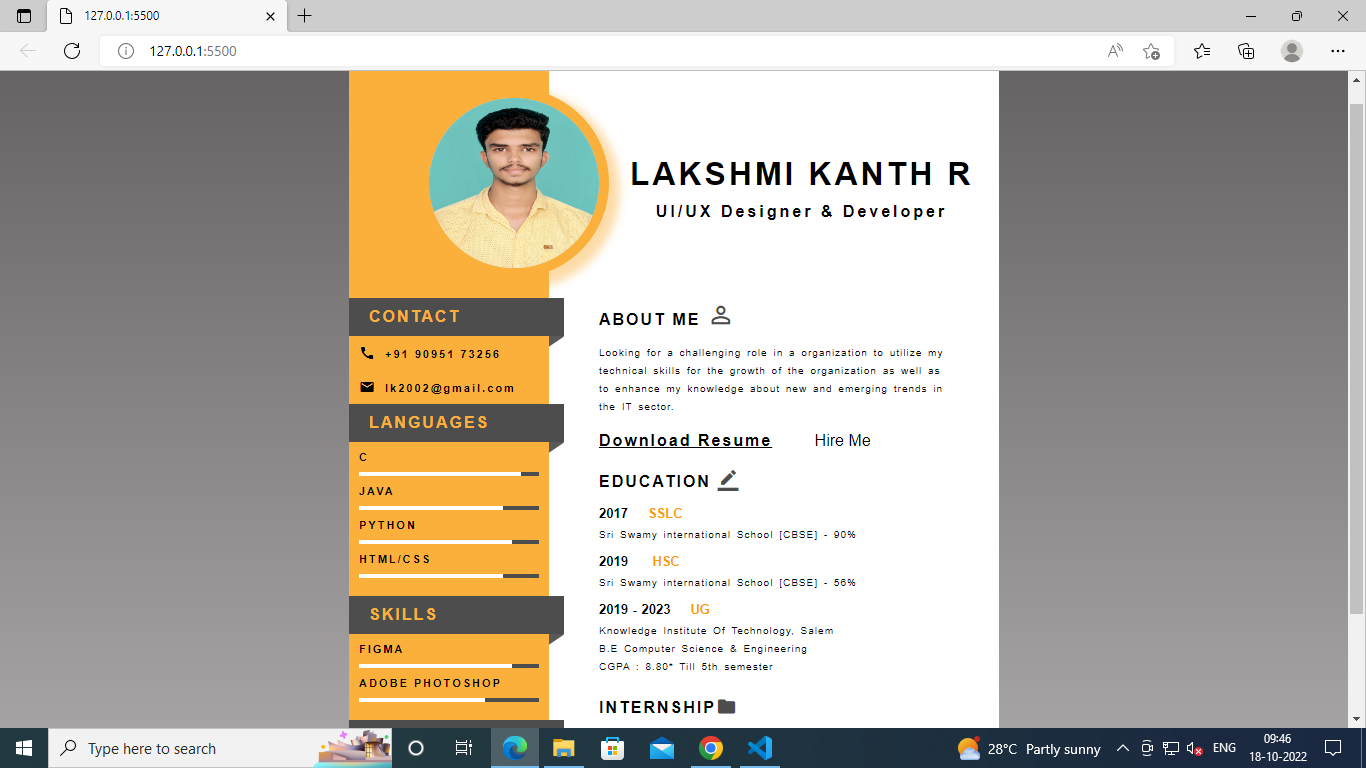 127.0.0.1:5500
127.0.0.1:5500
LAKSHMI KANTH R
UI/UX Designer & Developer
CONTACT
+91 90951 73256
lk2002@gmail.com
LANGUAGES
C
JAVA
PYTHON
HTML/CSS
SKILLS
FIGMA
ADOBE PHOTOSHOP
ABOUT ME
Looking for a challenging role in a organization to utilize my
technical skills for the growth of the organization as well as
to enhance my knowledge about new and emerging trends in
the IT sector.
Download Resume Hire Me
EDUCATION
2017 SSLC
Sri Swamy international School [CBSE] - 90%
2019 HSC
Sri Swamy international School [CBSE] - 56%
2019 - 2023 UG
Knowledge Institute Of Technology, Salem
B.E Computer Science & Engineering
CGPA : 8.80* Till 5th semester
INTERNSHIP
Type here to search
28°C Partly sunny
ENG
09:46
18-10-2022